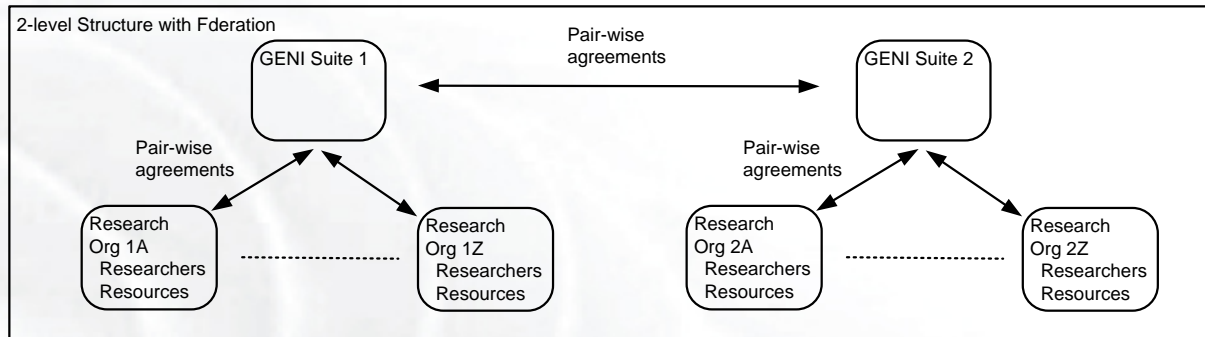 2-level Structure with Fderation
Pair-wise
agreements
GENI Suite 1
GENI Suite 2
Pair-wise
agreements
Pair-wise
agreements
Research
Org 1A
Researchers
Resources
Research
Org 1Z
Researchers
Resources
Research
Org 2A
Researchers
Resources
Research
Org 2Z
Researchers
Resources